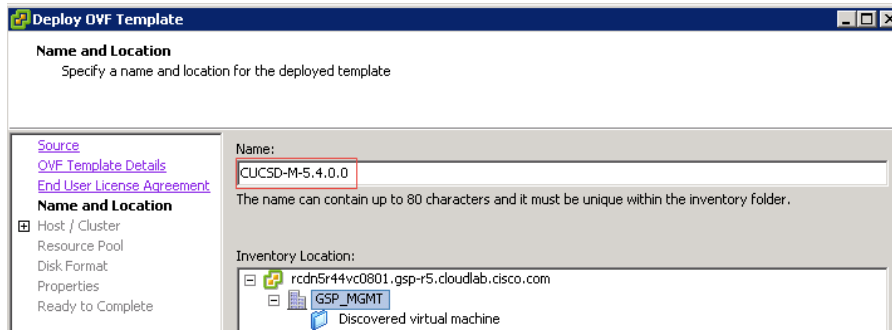 Deploy OVF Template
Name and Location
Specify a name and location for the deployed template
Source
OVF Template Details
End User License Agreement
Name and Location
Host / Cluster
Resource Pool
Disk Format
Properties
Ready to Complete
Name:
CUCSD-M-5.4.0.0
The name can contain up to 80 characters and it must be unique within the inventory folder.
Inventory Location:
rcdn5r44vc0801.gsp-r5.cloudlab.cisco.com
GSP_MGMT
Discovered virtual machine